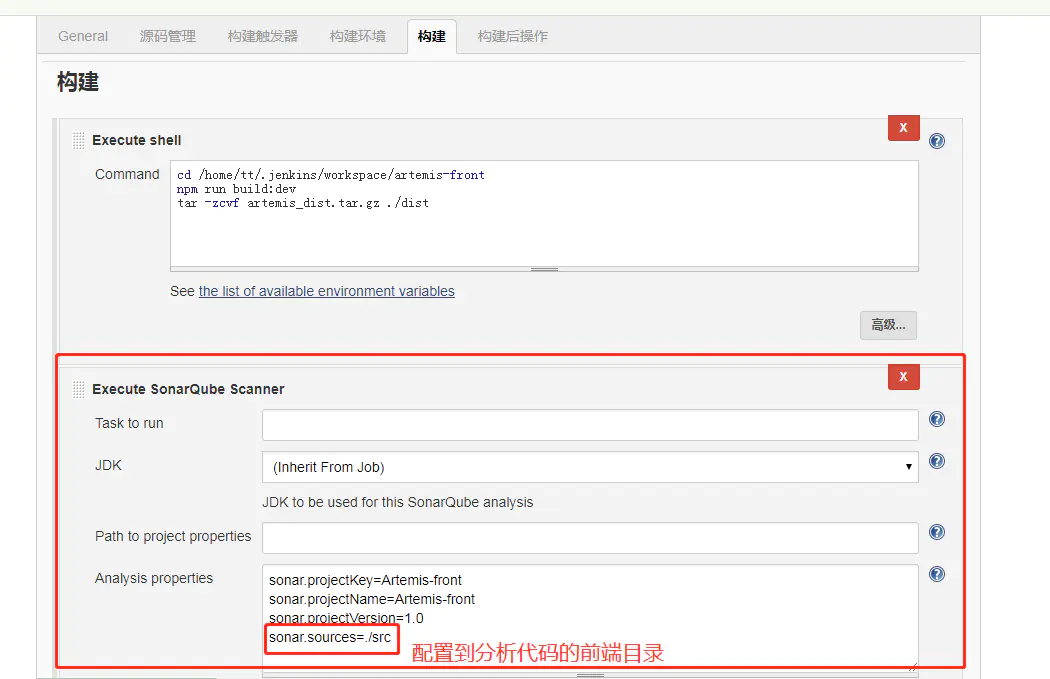 General 源码管理 构建触发器 构建环境 构建 构建后操作
构建
Execute shell
X
Command
cd /home/tt/.jenkins/workspace/artemis-front
npm run build:dev
tar -zcvf artemis_dist.tar.gz ./dist
See the list of available environment variables
高级...
Execute SonarQube Scanner
X
Task to run
JDK
(Inherit From Job)
JDK to be used for this SonarQube analysis
Path to project properties
Analysis properties
sonar.projectKey=Artemis-front
sonar.projectName=Artemis-front
sonar.projectVersion=1.0
sonar.sources=./src
配置到分析代码的前端目录